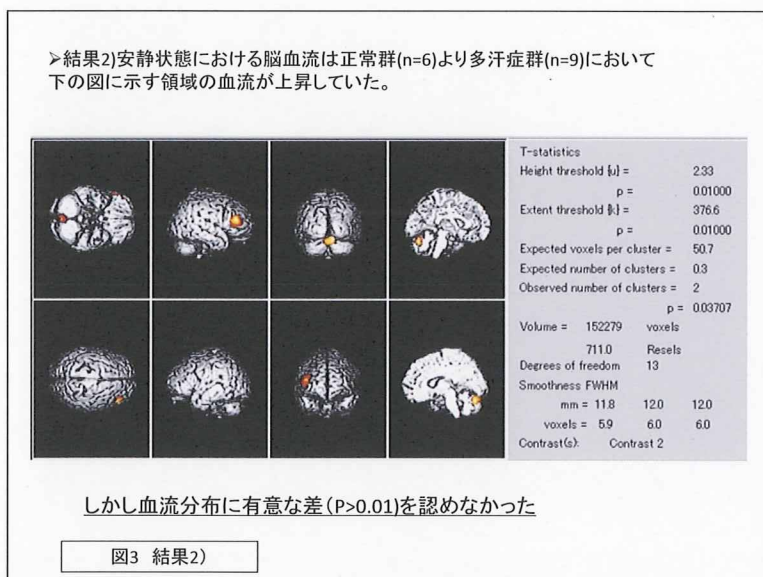 ➢結果2)安静状態における脳血流は正常群(n=6)より多汗症群(n=9)において
下の図に示す領域の血流が上昇していた。
T-statistics
Height threshold {u} = 2.33
p = 0.01000
Extent threshold {k} = 376.6
p = 0.01000
Expected voxels per cluster = 50.7
Expected number of clusters = 0.3
Observed number of clusters = 2
p = 0.03707
Volume = 152279 voxels
711.0 Resels
Degrees of freedom 13
Smoothness FWHM
mm = 11.8 12.0 12.0
voxels = 5.9 6.0 6.0
Contrast(s): Contrast 2
しかし血流分布に有意な差(P>0.01)を認めなかった
図3 結果2)